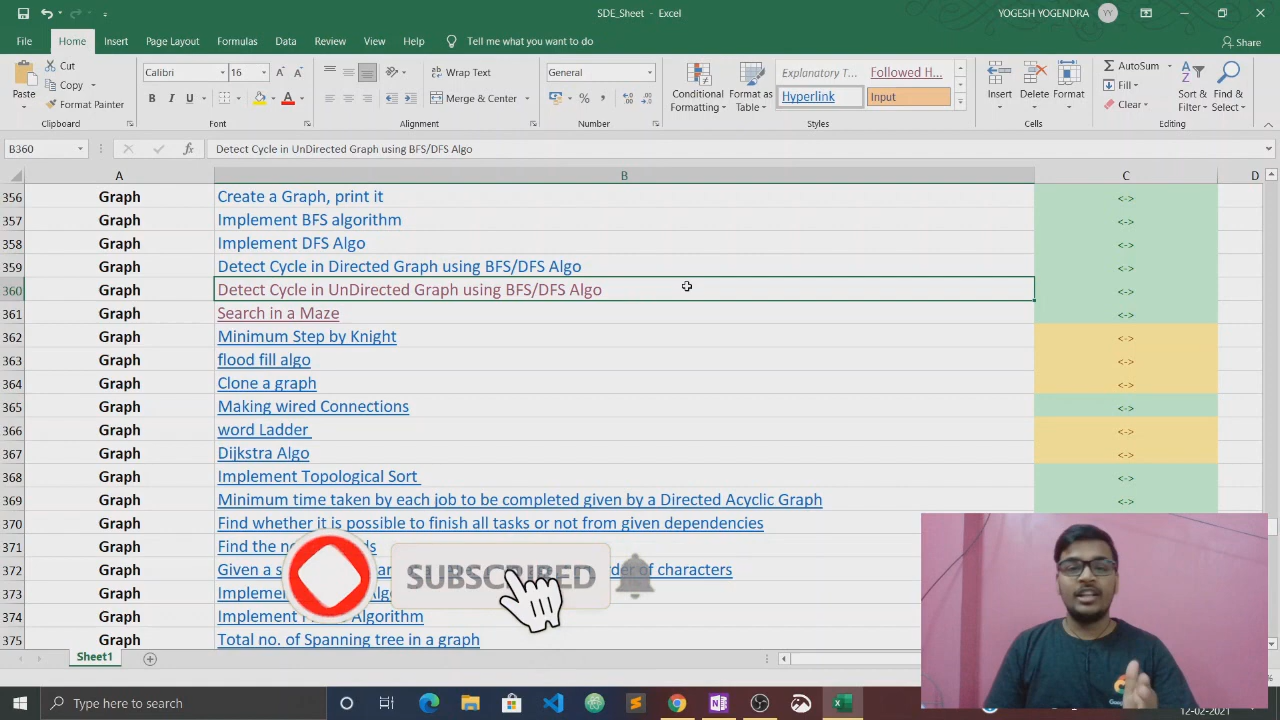 SDE_Sheet - Excel
YOGESH YOGENDRA YY
File Home Insert Page Layout Formulas Data Review View Help Tell me what you want to do Share
Paste
Cut
Copy
Format Painter
Clipboard
Calibri 16
B I U
Font
Wrap Text
Merge & Center
Alignment
General
Number
Conditional Formatting
Format as Table
Explanatory T...
Followed H...
Hyperlink
Input
Styles
Insert Delete Format
Cells
AutoSum
Fill
Clear
Sort & Filter
Find & Select
Editing
B360 fx Detect Cycle in UnDirected Graph using BFS/DFS Algo
A B C D
356 Graph Create a Graph, print it <->
357 Graph Implement BFS algorithm <->
358 Graph Implement DFS Algo <->
359 Graph Detect Cycle in Directed Graph using BFS/DFS Algo <->
360 Graph Detect Cycle in UnDirected Graph using BFS/DFS Algo <->
361 Graph Search in a Maze <->
362 Graph Minimum Step by Knight <->
363 Graph flood fill algo <->
364 Graph Clone a graph <->
365 Graph Making wired Connections <->
366 Graph word Ladder <->
367 Graph Dijkstra Algo <->
368 Graph Implement Topological Sort <->
369 Graph Minimum time taken by each job to be completed given by a Directed Acyclic Graph <->
370 Graph Find whether it is possible to finish all tasks or not from given dependencies
371 Graph Find the
372 Graph Given a of characters
373 Graph
374 Graph Algorithm
375 Graph Total no. of Spanning tree in a graph
SUBSCRIBED
Sheet1
Type here to search
12-02-2021